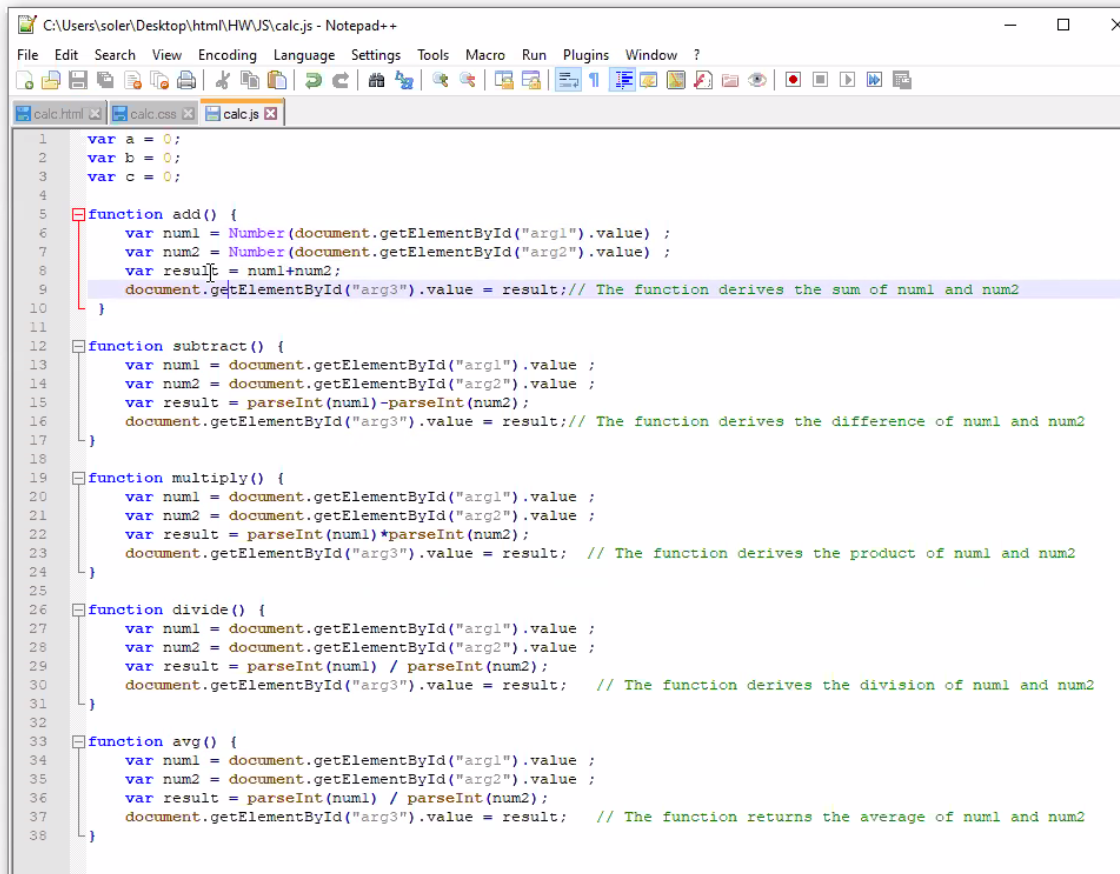 C:\Users\soler\Desktop\html\HW\JS\calc.js - Notepad++
File Edit Search View Encoding Language Settings Tools Macro Run Plugins Window ?
calc.html calc.css calc.js
1 var a = 0;
2 var b = 0;
3 var c = 0;
4
5 function add() {
6 var num1 = Number(document.getElementById("arg1").value) ;
7 var num2 = Number(document.getElementById("arg2").value) ;
8 var result = num1+num2;
9 document.getElementById("arg3").value = result;// The function derives the sum of num1 and num2
10 }
11
12 function subtract() {
13 var num1 = document.getElementById("arg1").value ;
14 var num2 = document.getElementById("arg2").value ;
15 var result = parseInt(num1)-parseInt(num2);
16 document.getElementById("arg3").value = result;// The function derives the difference of num1 and num2
17 }
18
19 function multiply() {
20 var num1 = document.getElementById("arg1").value ;
21 var num2 = document.getElementById("arg2").value ;
22 var result = parseInt(num1)*parseInt(num2);
23 document.getElementById("arg3").value = result; // The function derives the product of num1 and num2
24 }
25
26 function divide() {
27 var num1 = document.getElementById("arg1").value ;
28 var num2 = document.getElementById("arg2").value ;
29 var result = parseInt(num1) / parseInt(num2);
30 document.getElementById("arg3").value = result; // The function derives the division of num1 and num2
31 }
32
33 function avg() {
34 var num1 = document.getElementById("arg1").value ;
35 var num2 = document.getElementById("arg2").value ;
36 var result = parseInt(num1) / parseInt(num2);
37 document.getElementById("arg3").value = result; // The function returns the average of num1 and num2
38 }